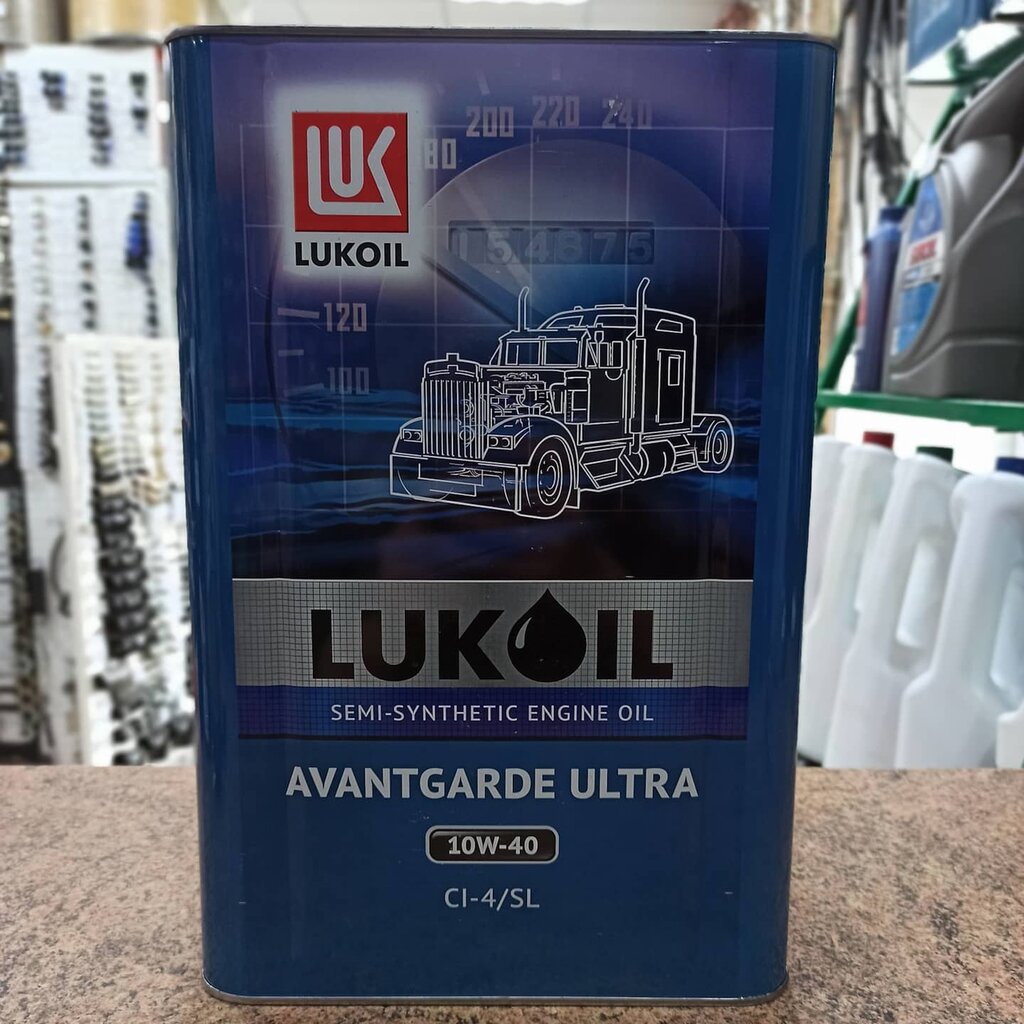 LUK
LUKOIL
200 220 240
80
154875
120
100
LUKOIL
SEMI-SYNTHETIC ENGINE OIL
AVANTGARDE ULTRA
10W-40
CI-4/SL